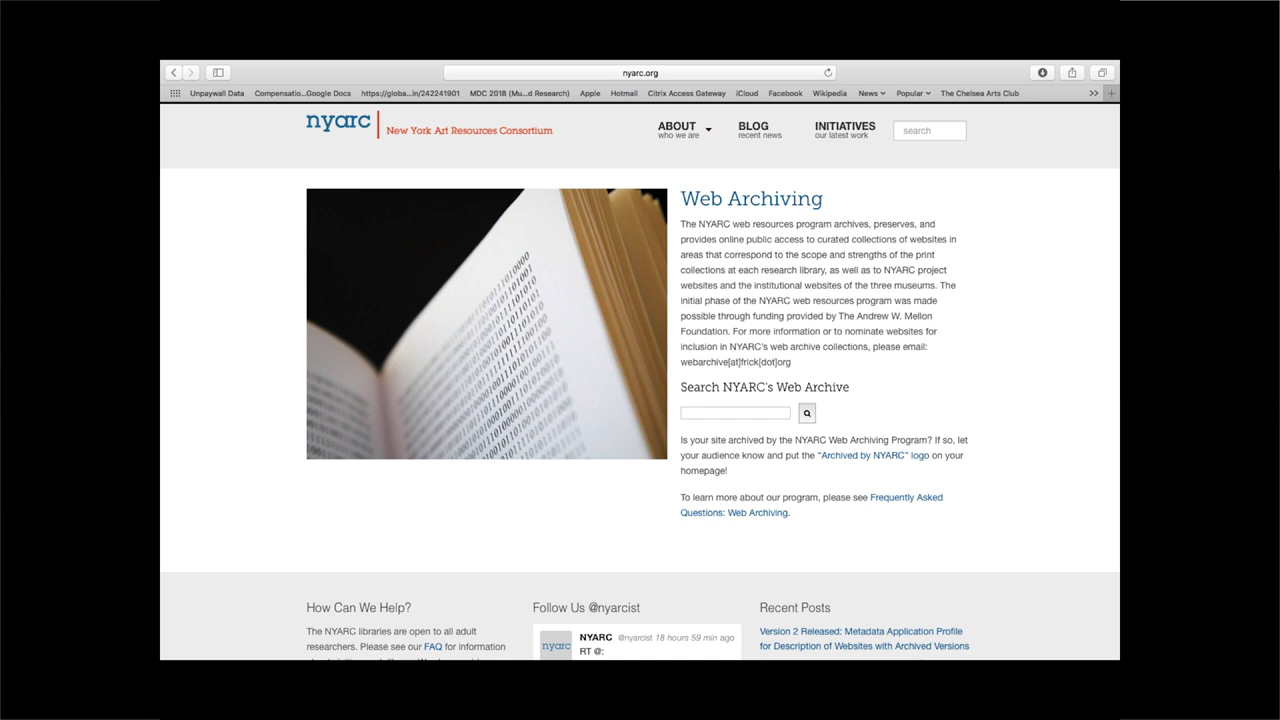 nyarc.org
Unpaywall Data Compensatio...Google Docs https://globa...in/242241901 MDC 2018 (Mu...d Research) Apple Hotmail Citrix Access Gateway iCloud Facebook Wikipedia News Popular The Chelsea Arts Club
nyarc New York Art Resources Consortium
ABOUT BLOG INITIATIVES search
who we are recent news our latest work
Web Archiving
The NYARC web resources program archives, preserves, and
provides online public access to curated collections of websites in
areas that correspond to the scope and strengths of the print
collections at each research library, as well as to NYARC project
websites and the institutional websites of the three museums. The
initial phase of the NYARC web resources program was made
possible through funding provided by The Andrew W. Mellon
Foundation. For more information or to nominate websites for
inclusion in NYARC's web archive collections, please email:
webarchive[at]frick[dot]org
Search NYARC's Web Archive
Is your site archived by the NYARC Web Archiving Program? If so, let
your audience know and put the “Archived by NYARC” logo on your
homepage!
To learn more about our program, please see Frequently Asked
Questions: Web Archiving.
How Can We Help?
The NYARC libraries are open to all adult
researchers. Please see our FAQ for information
Follow Us @nyarcist
nyarc NYARC @nyarcist 18 hours 59 min ago
RT @:
Recent Posts
Version 2 Released: Metadata Application Profile
for Description of Websites with Archived Versions